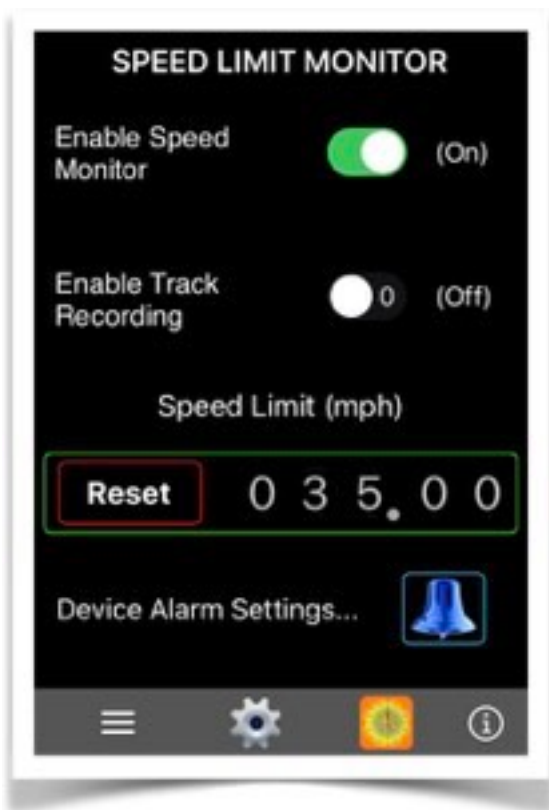 SPEED LIMIT MONITOR
Enable Speed
Monitor
(On)
Enable Track
Recording
0
(Off)
Speed Limit (mph)
Reset
0 3 5.0 0
Device Alarm Settings...